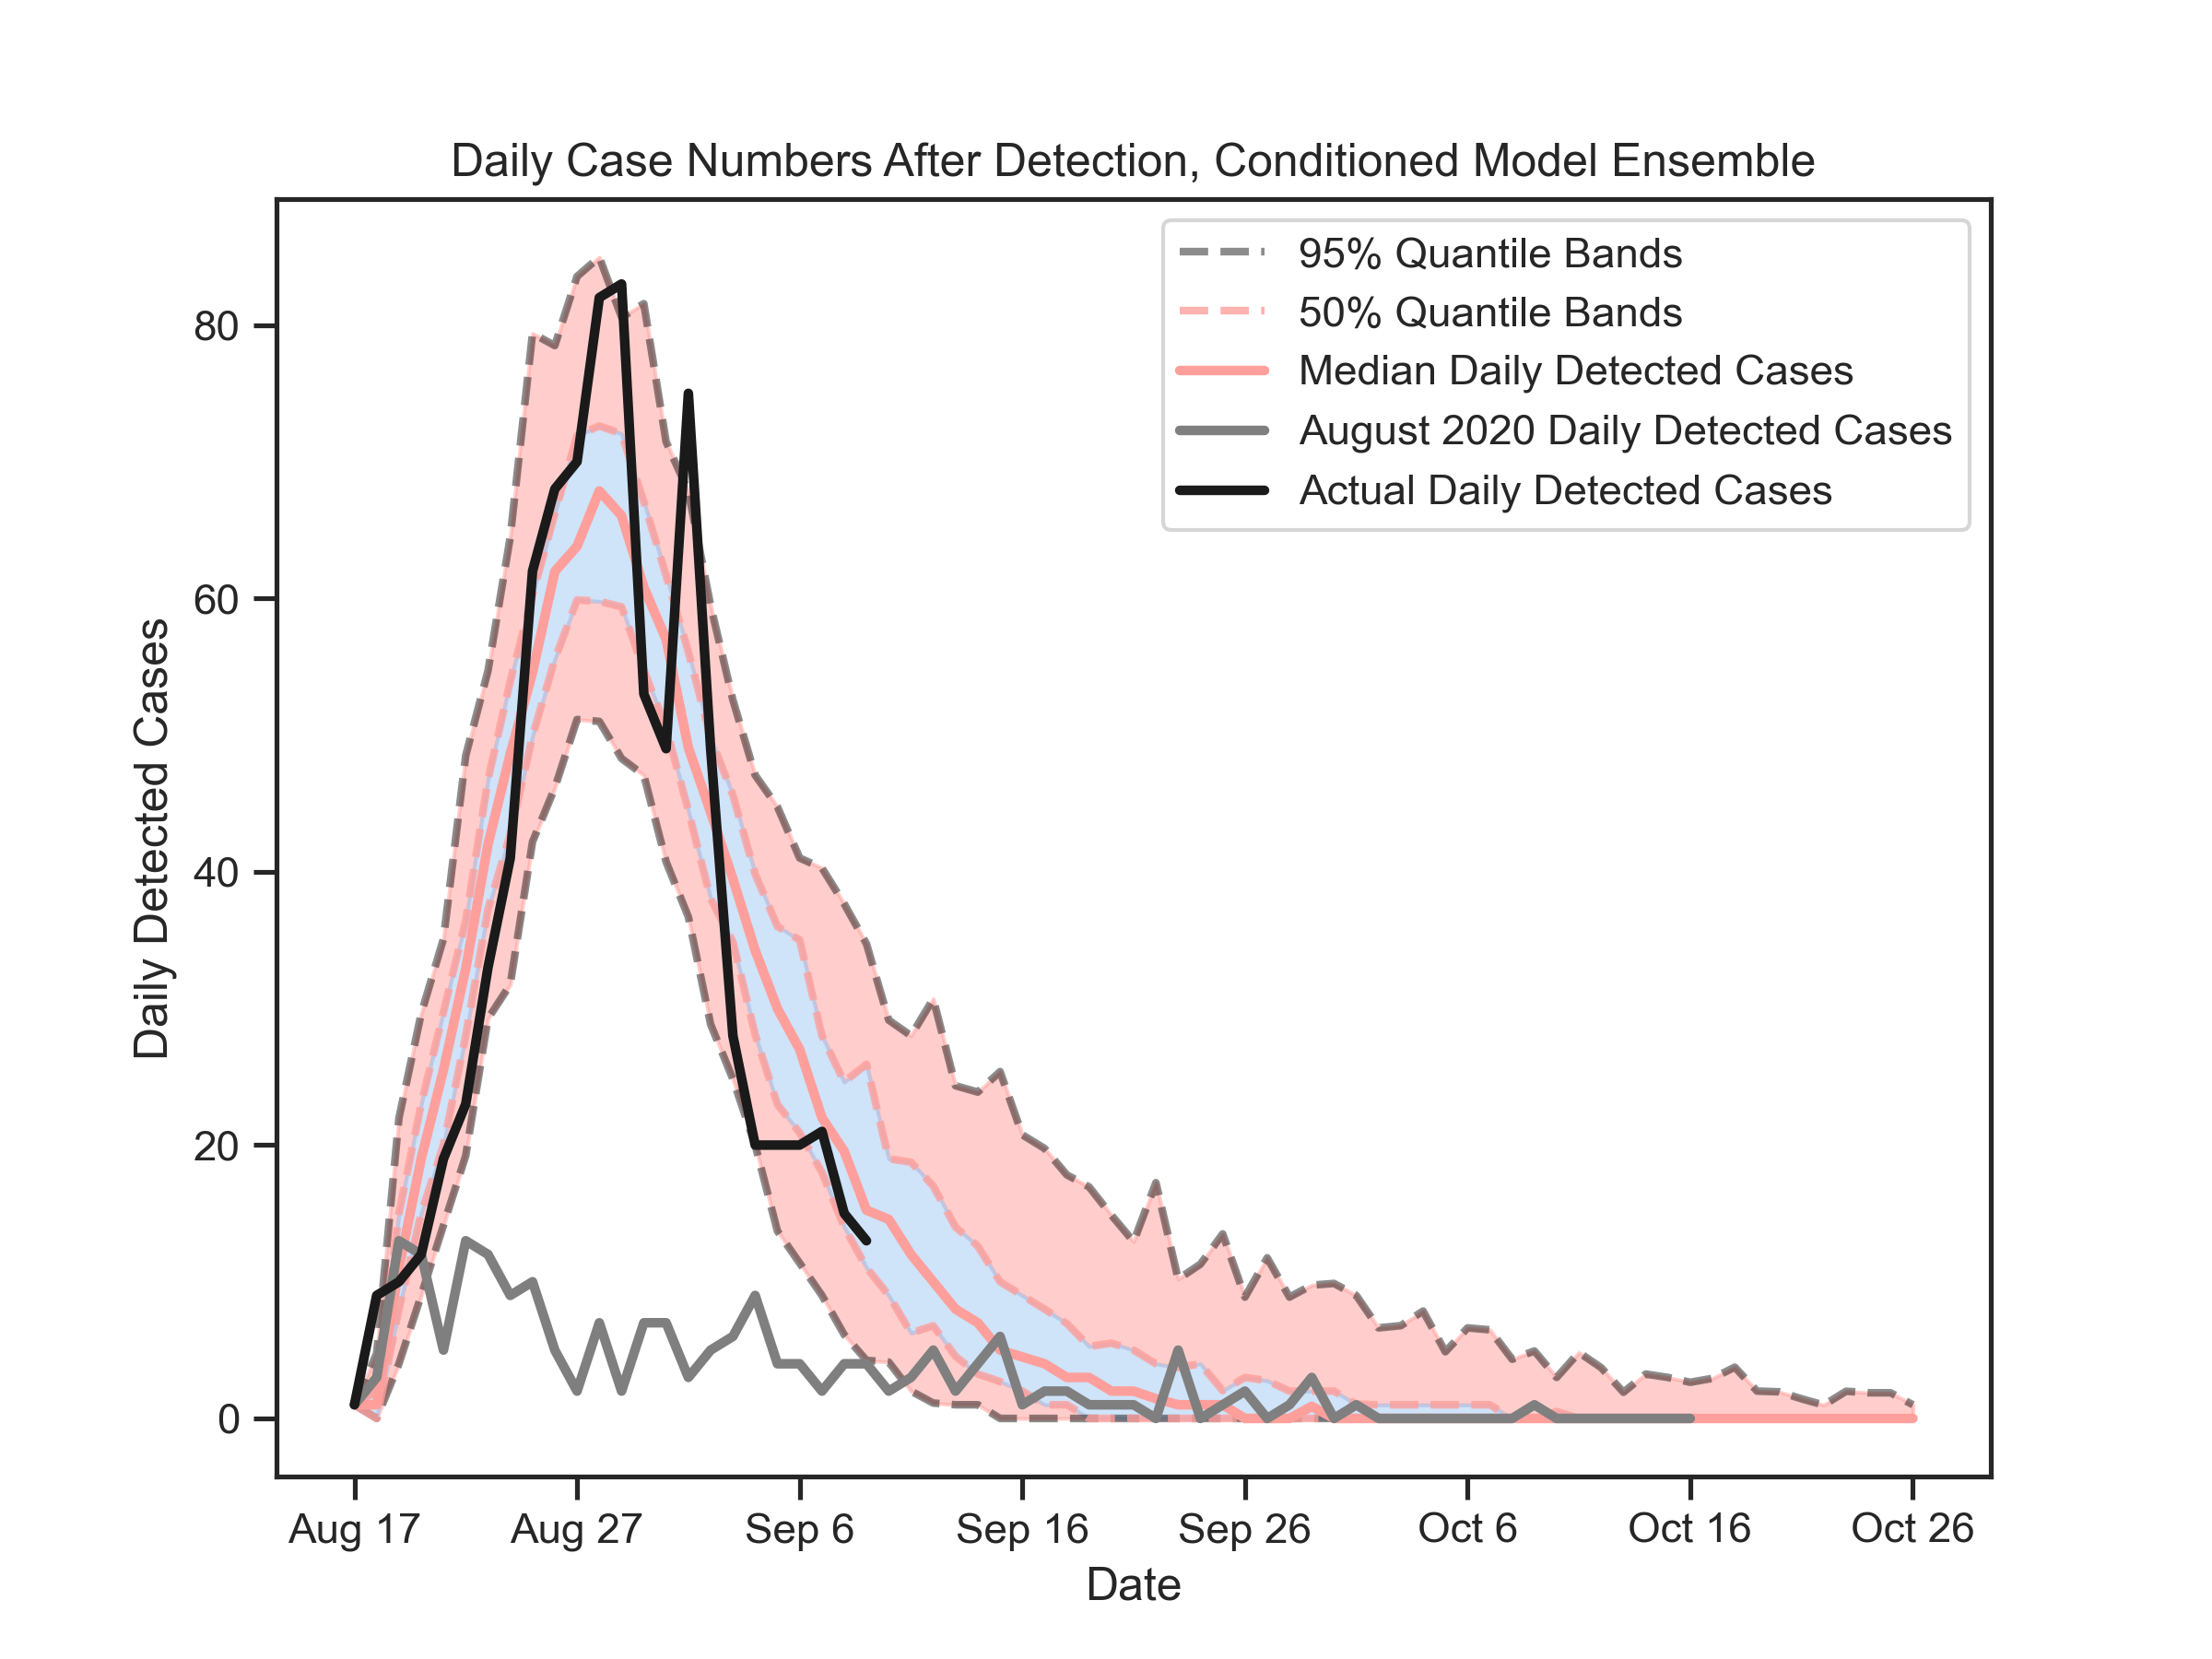 Daily Case Numbers After Detection, Conditioned Model Ensemble
95% Quantile Bands
50% Quantile Bands
Median Daily Detected Cases
August 2020 Daily Detected Cases
Actual Daily Detected Cases
Daily Detected Cases
80
60
40
20
0
Aug 17
Aug 27
Sep 6
Sep 16
Sep 26
Oct 6
Oct 16
Oct 26
Date